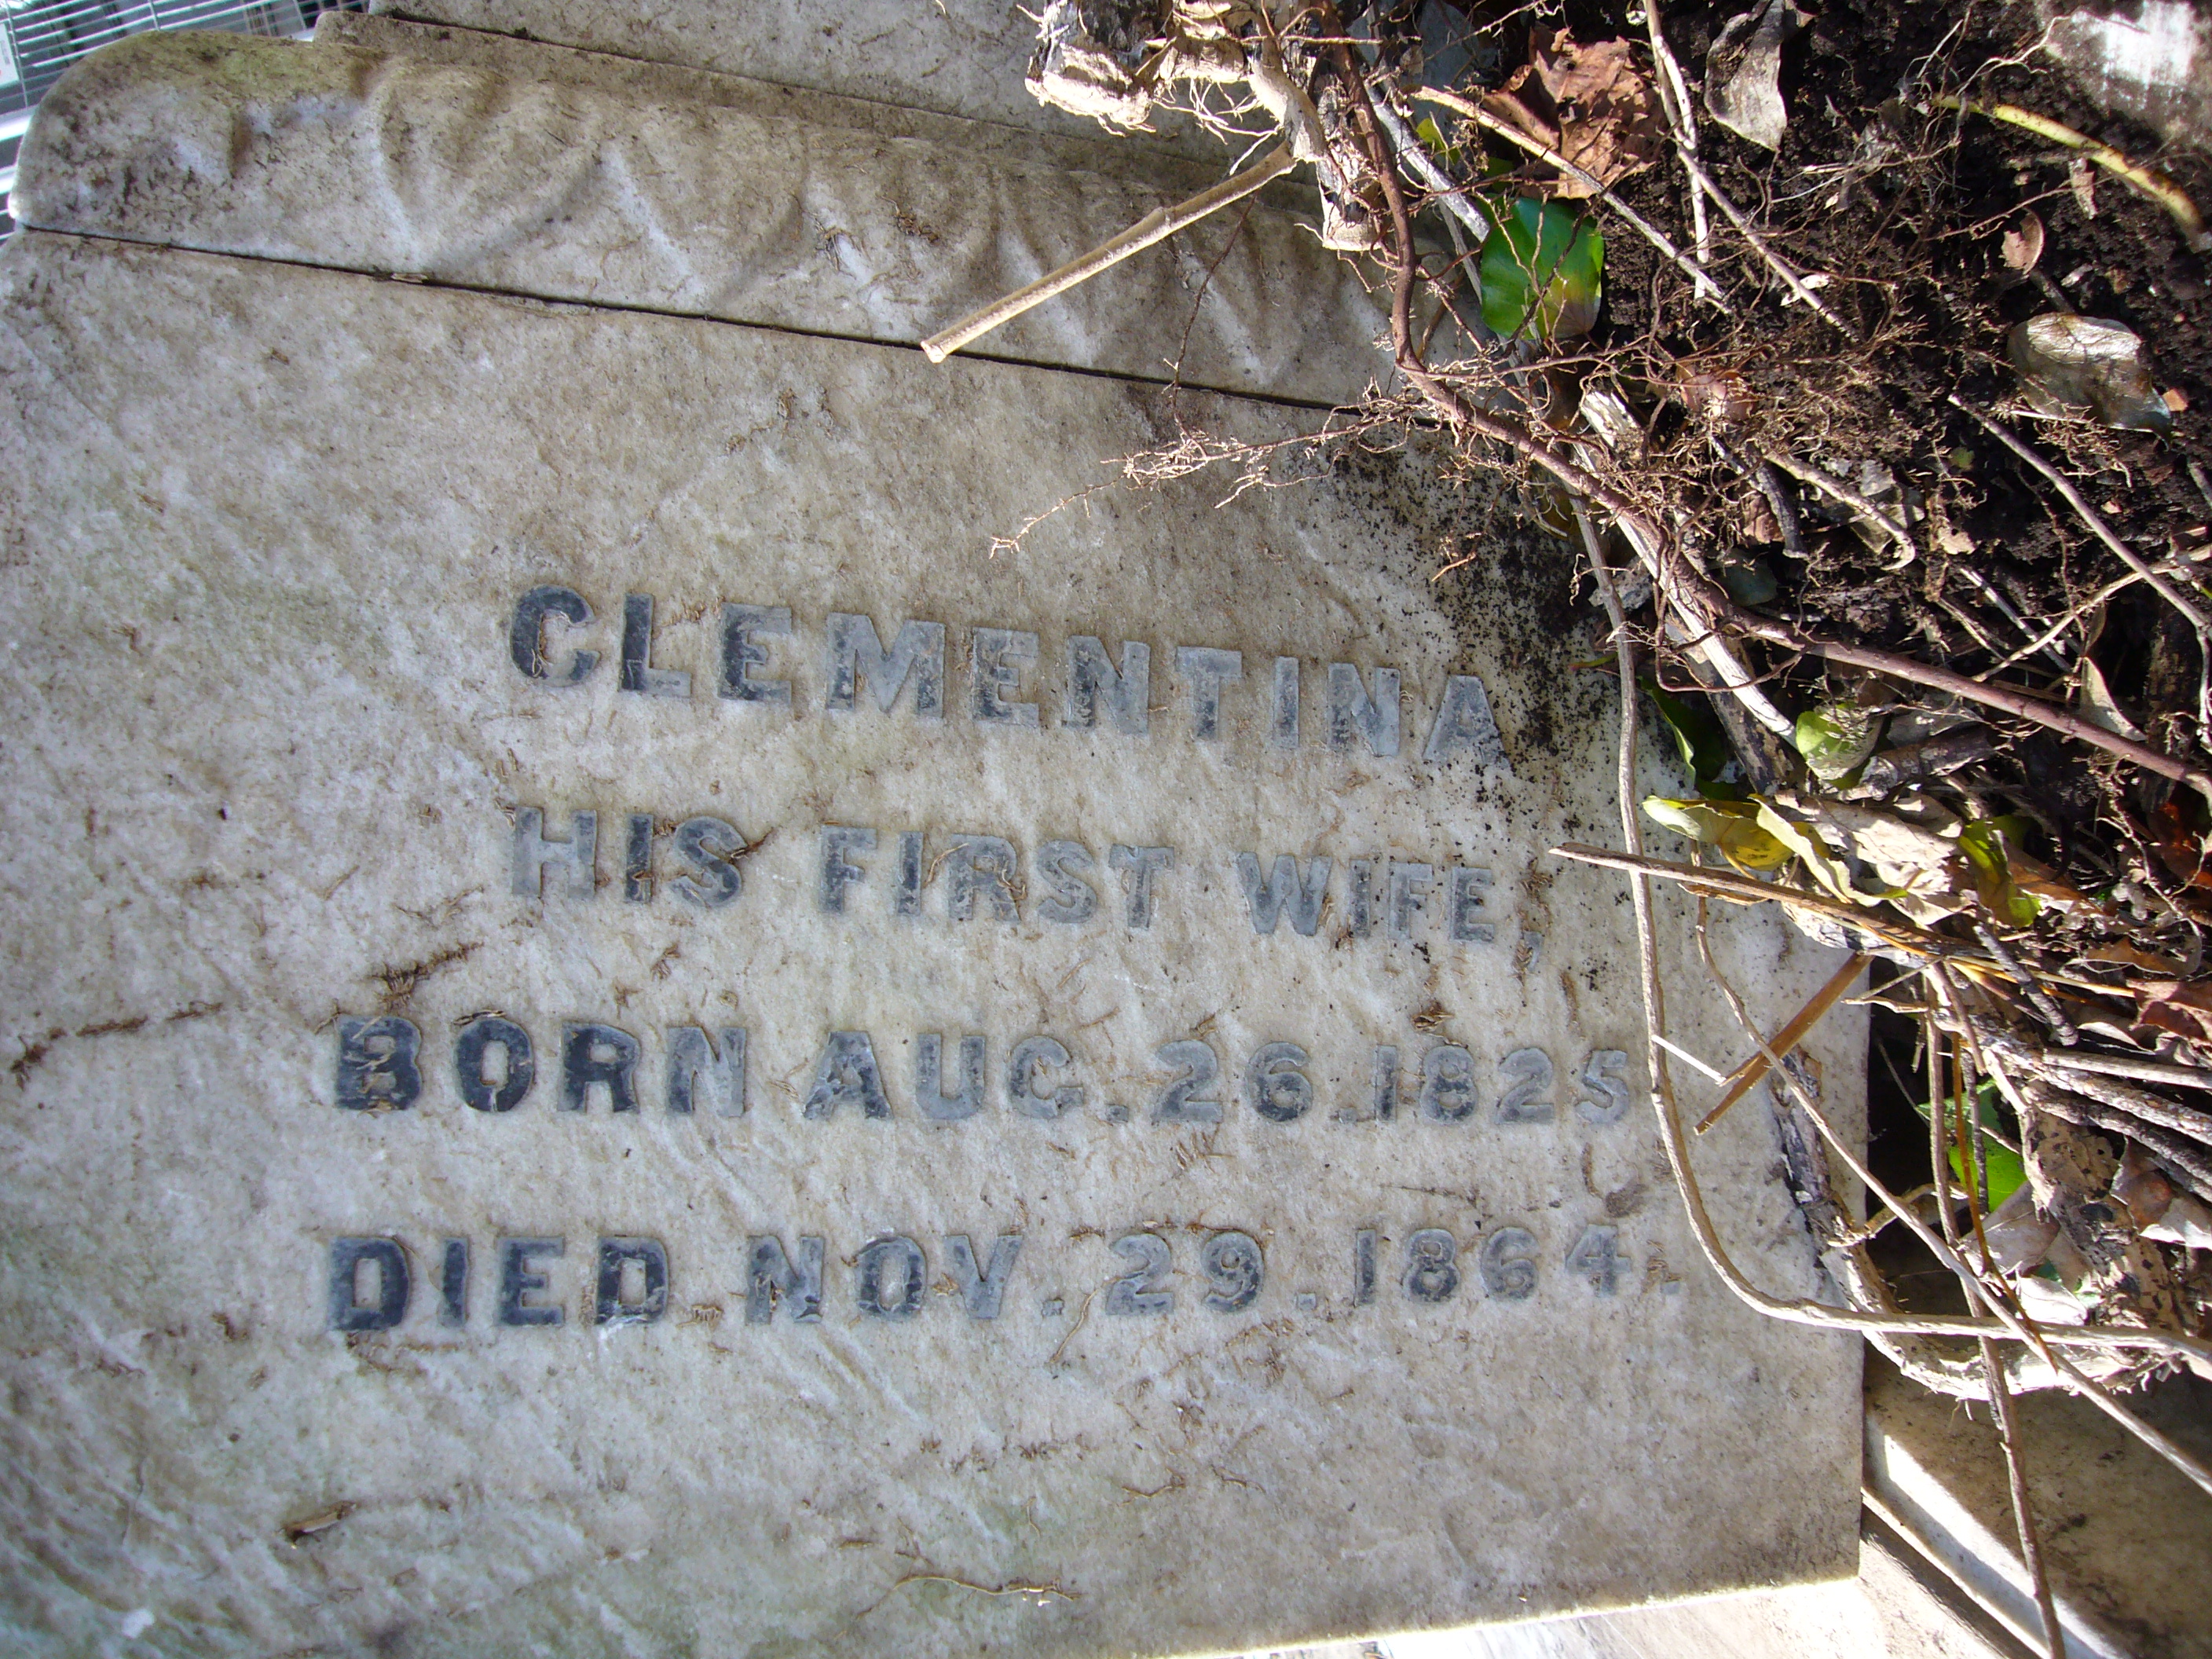 CLEMENTINA
HIS FIRST WIFE,
BORN AUG. 26. 1825
DIED NOV. 29. 1864.